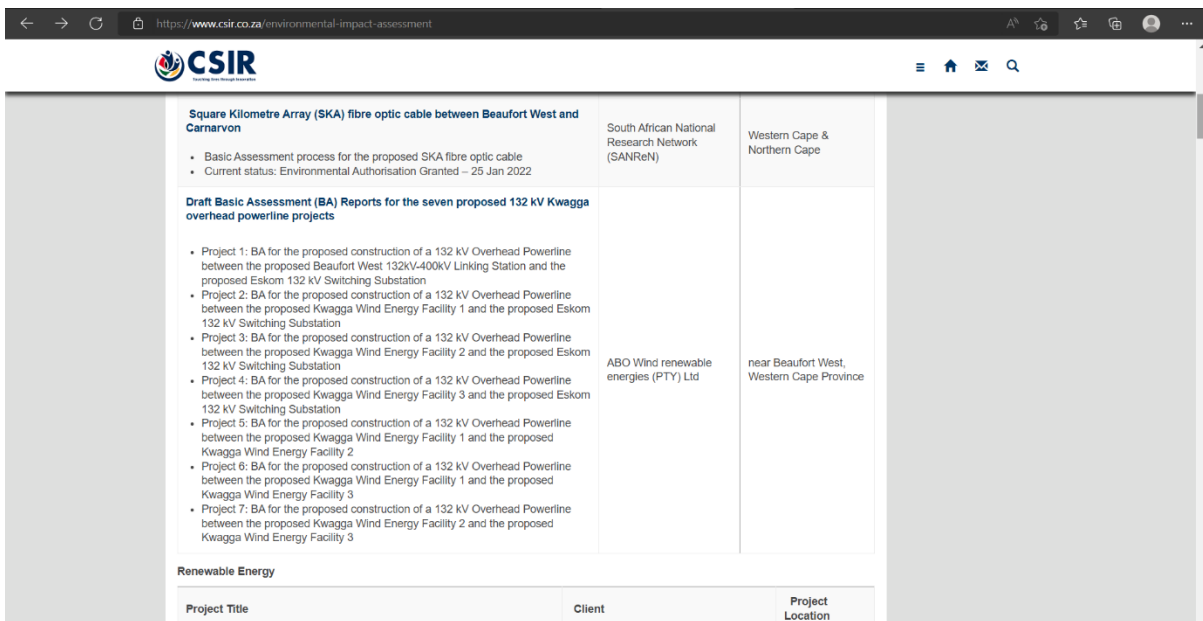 https://www.csir.co.za/environmental-impact-assessment
CSIR
Touching lives through innovation
Square Kilometre Array (SKA) fibre optic cable between Beaufort West and
Carnarvon
• Basic Assessment process for the proposed SKA fibre optic cable
• Current status: Environmental Authorisation Granted – 25 Jan 2022
South African National
Research Network
(SANReN)
Western Cape &
Northern Cape
Draft Basic Assessment (BA) Reports for the seven proposed 132 kV Kwagga
overhead powerline projects
• Project 1: BA for the proposed construction of a 132 kV Overhead Powerline
between the proposed Beaufort West 132kV-400kV Linking Station and the
proposed Eskom 132 kV Switching Substation
• Project 2: BA for the proposed construction of a 132 kV Overhead Powerline
between the proposed Kwagga Wind Energy Facility 1 and the proposed Eskom
132 kV Switching Substation
• Project 3: BA for the proposed construction of a 132 kV Overhead Powerline
between the proposed Kwagga Wind Energy Facility 2 and the proposed Eskom
132 kV Switching Substation
• Project 4: BA for the proposed construction of a 132 kV Overhead Powerline
between the proposed Kwagga Wind Energy Facility 3 and the proposed Eskom
132 kV Switching Substation
• Project 5: BA for the proposed construction of a 132 kV Overhead Powerline
between the proposed Kwagga Wind Energy Facility 1 and the proposed
Kwagga Wind Energy Facility 2
• Project 6: BA for the proposed construction of a 132 kV Overhead Powerline
between the proposed Kwagga Wind Energy Facility 1 and the proposed
Kwagga Wind Energy Facility 3
• Project 7: BA for the proposed construction of a 132 kV Overhead Powerline
between the proposed Kwagga Wind Energy Facility 2 and the proposed
Kwagga Wind Energy Facility 3
ABO Wind renewable
energies (PTY) Ltd
near Beaufort West,
Western Cape Province
Renewable Energy
Project Title
Client
Project
Location